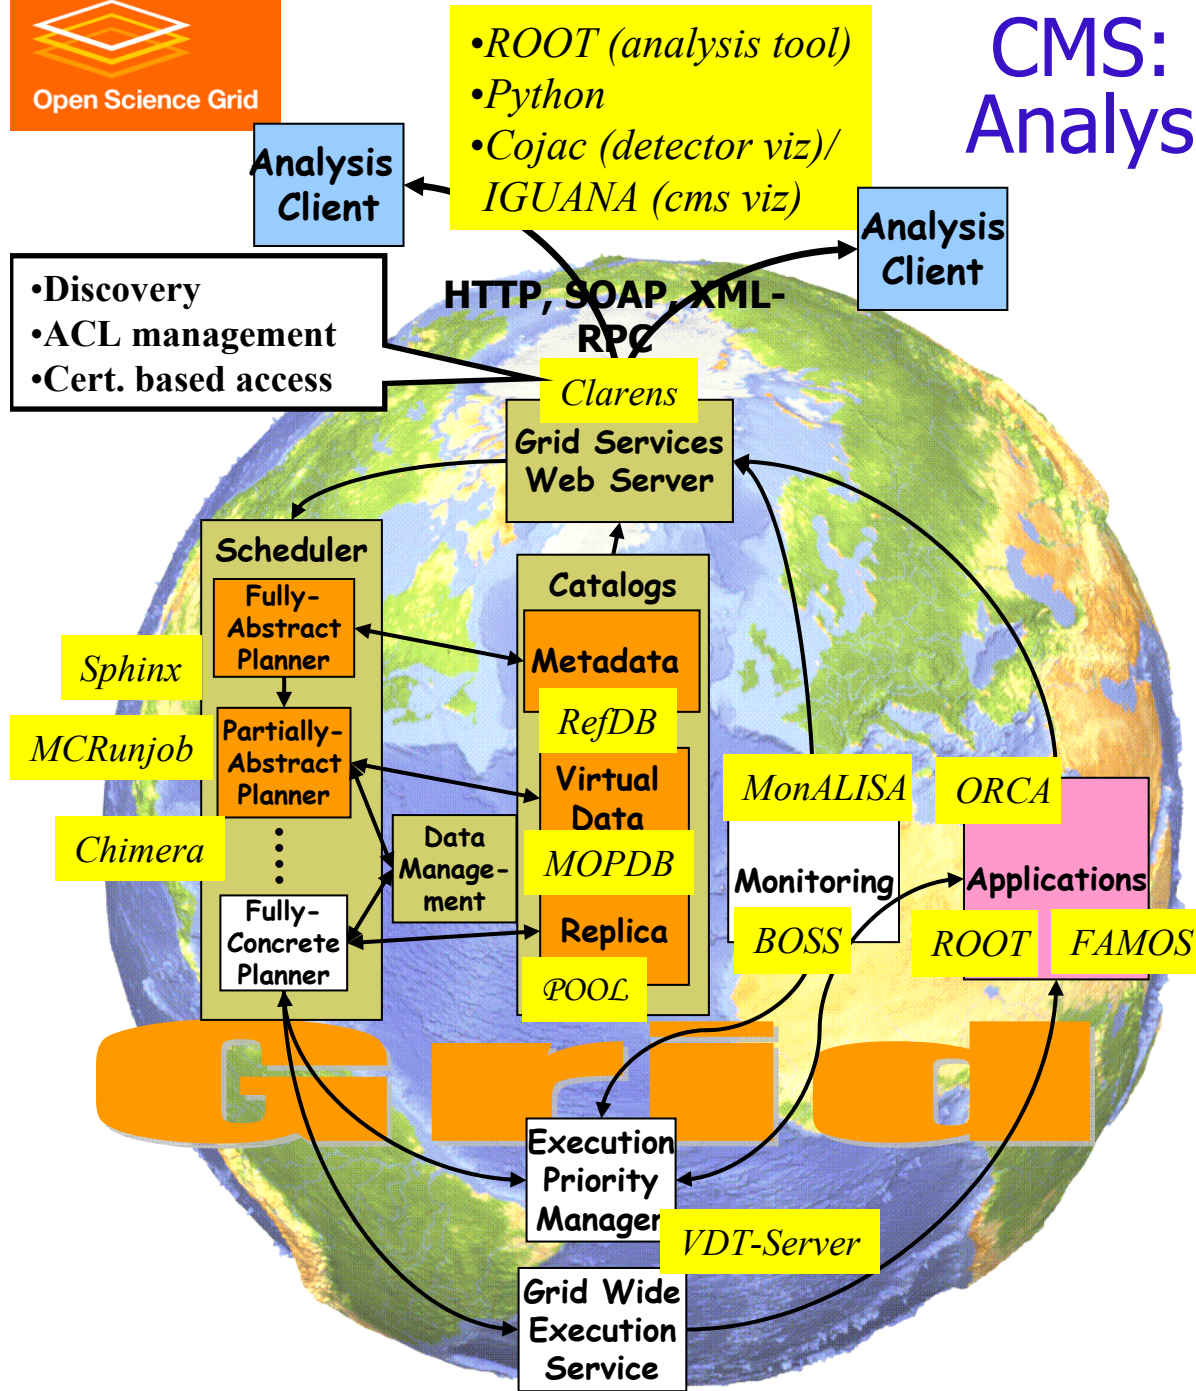 Open Science Grid
•ROOT (analysis tool)
•Python
•Cojac (detector viz)/
IGUANA (cms viz)
CMS:
Analys
Analysis
Client
Analysis
Client
•Discovery
•ACL management
•Cert. based access
HTTP, SOAP, XML-
RPC
Clarens
Grid Services
Web Server
Scheduler
Fully-
Abstract
Planner
Sphinx
MCRunjob
Partially-
Abstract
Planner
Chimera
Fully-
Concrete
Planner
Data
Manage-
ment
Catalogs
Metadata
RefDB
Virtual
Data
MOPDB
Replica
POOL
MonALISA
Monitoring
BOSS
ORCA
Applications
ROOT
FAMOS
Grid
Execution
Priority
Manager
VDT-Server
Grid Wide
Execution
Service